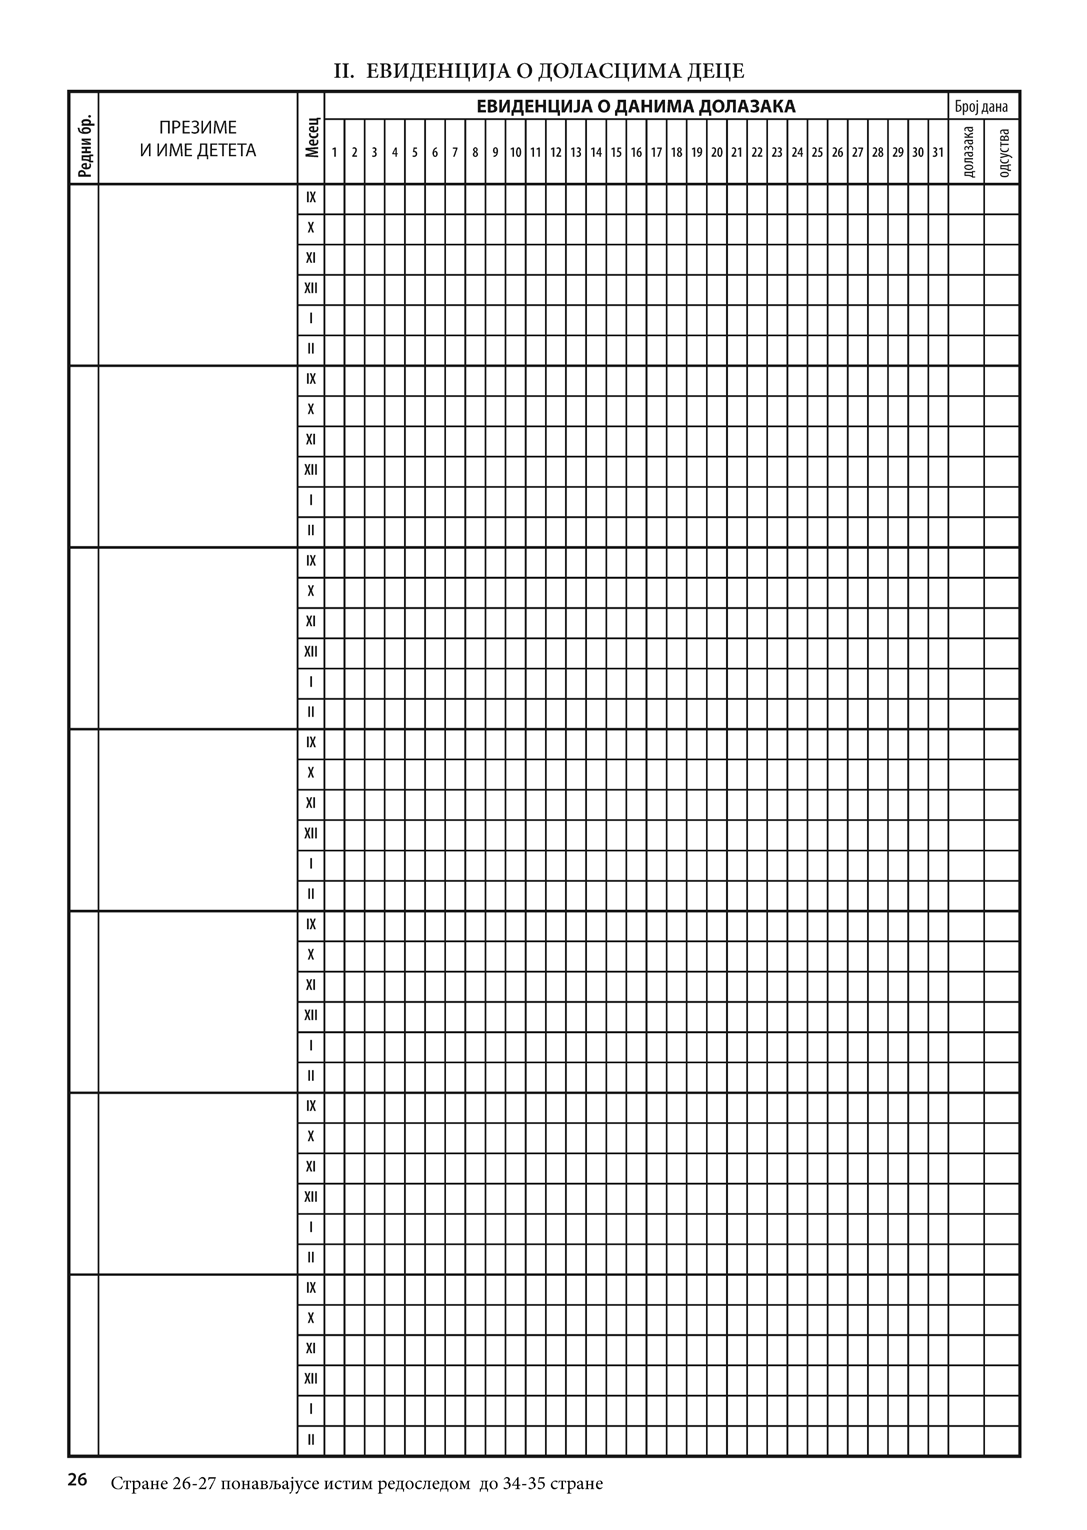 II. ЕВИДЕНЦИЈА О ДОЛАСЦИМА ДЕЦЕ
Редни бр.
ПРЕЗИМЕ
И ИМЕ ДЕТЕТА
Месец
ЕВИДЕНЦИЈА О ДАНИМА ДОЛАЗАКА
Број дана
1 2 3 4 5 6 7 8 9 10 11 12 13 14 15 16 17 18 19 20 21 22 23 24 25 26 27 28 29 30 31
долазака
одсуства
IX
X
XI
XII
I
II
IX
X
XI
XII
I
II
IX
X
XI
XII
I
II
IX
X
XI
XII
I
II
IX
X
XI
XII
I
II
IX
X
XI
XII
I
II
IX
X
XI
XII
I
II
26 Стране 26-27 понављајусе истим редоследом до 34-35 стране